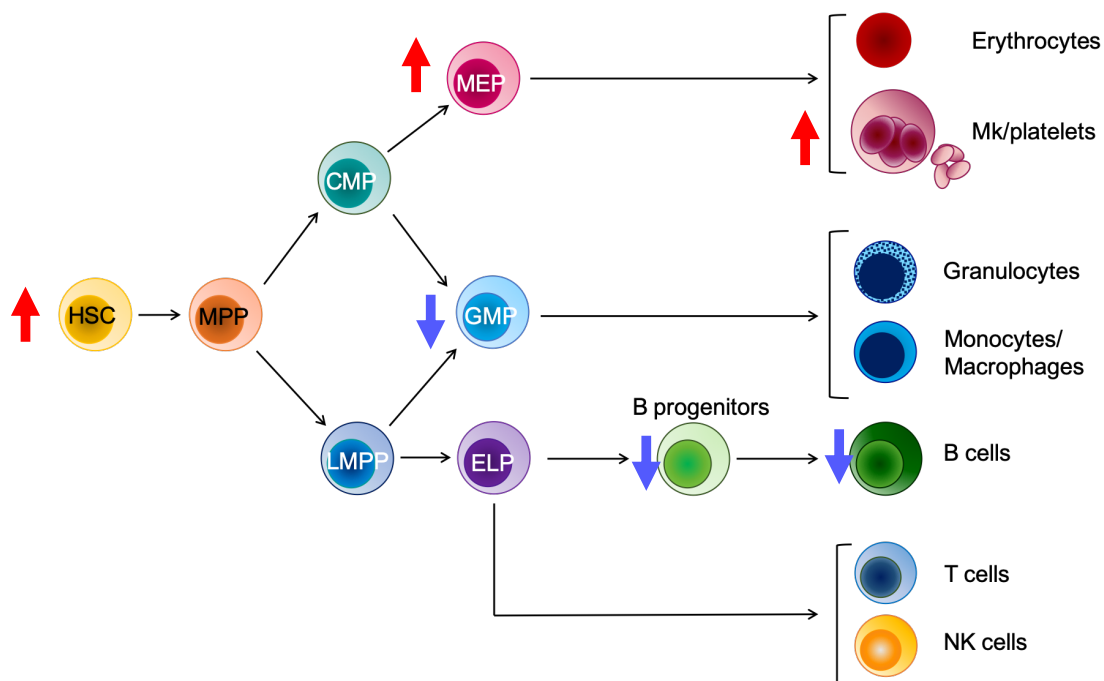 Erythrocytes
MEP
Mk/platelets
CMP
Granulocytes
HSC
MPP
GMP
Monocytes/
Macrophages
B progenitors
LMPP
ELP
B cells
T cells
NK cells